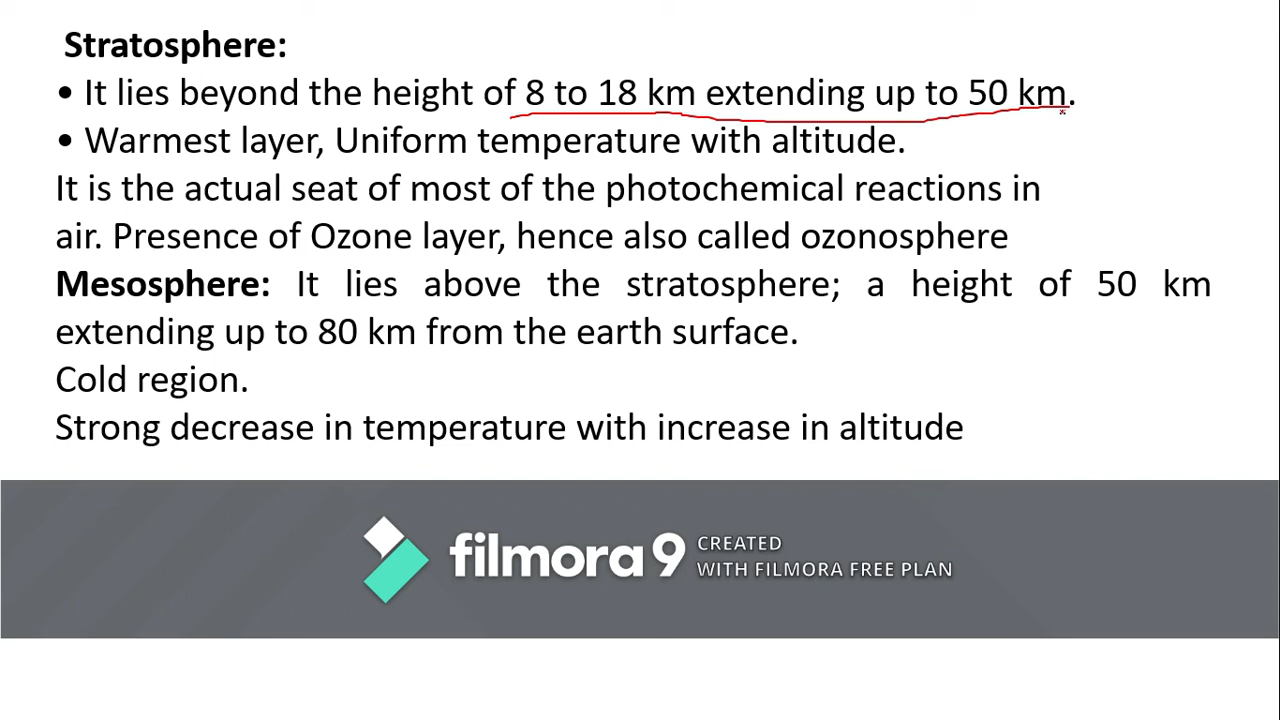 Stratosphere:
• It lies beyond the height of 8 to 18 km extending up to 50 km.
• Warmest layer, Uniform temperature with altitude.
It is the actual seat of most of the photochemical reactions in
air. Presence of Ozone layer, hence also called ozonosphere
Mesosphere: It lies above the stratosphere; a height of 50 km
extending up to 80 km from the earth surface.
Cold region.
Strong decrease in temperature with increase in altitude
filmora 9
CREATED
WITH FILMORA FREE PLAN